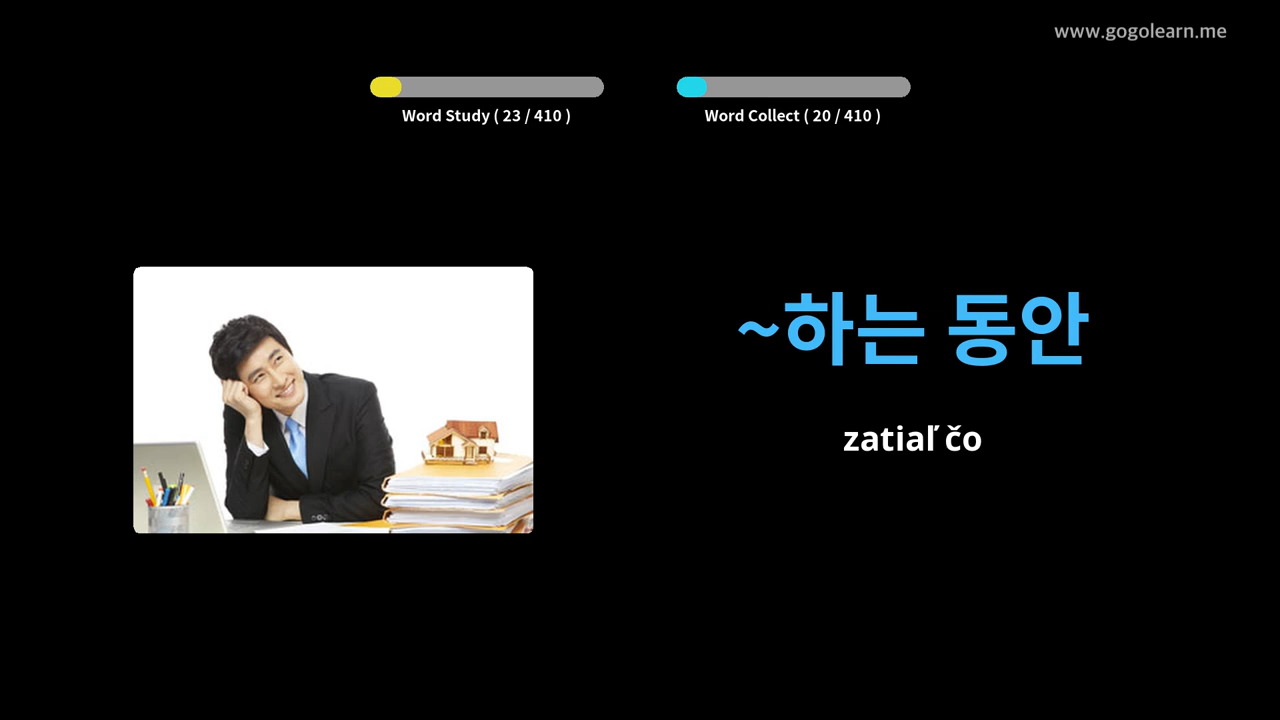 www.gogolearn.me
Word Study ( 23 / 410 )
Word Collect ( 20 / 410 )
~하는 동안
zatiaľ čo